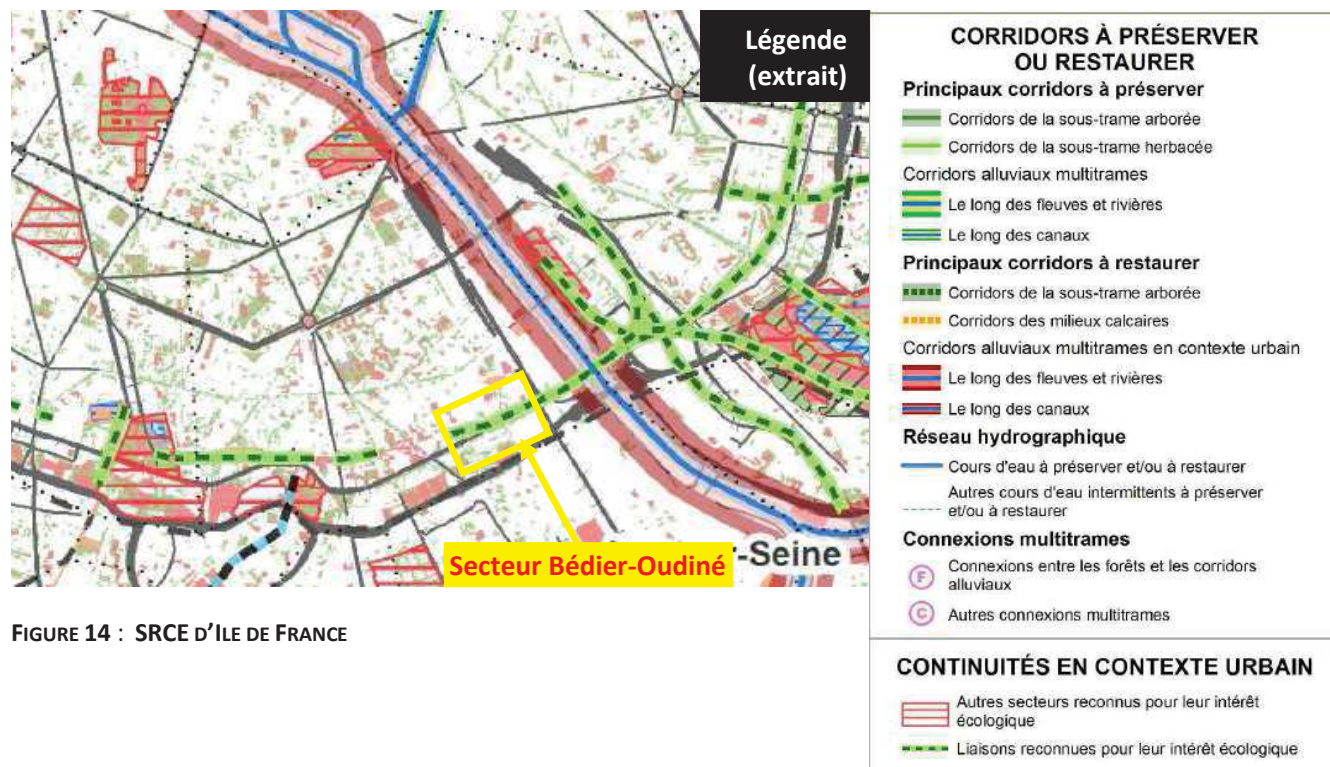 Légende
(extrait)
r-Seine
Secteur Bédier-Oudiné
FIGURE 14 : SRCE D'ILE DE FRANCE
CORRIDORS À PRÉSERVER
OU RESTAURER
Principaux corridors à préserver
Corridors de la sous-trame arborée
Corridors de la sous-trame herbacée
Corridors alluviaux multitrames
Le long des fleuves et rivières
Le long des canaux
Principaux corridors à restaurer
Corridors de la sous-trame arborée
Corridors des milieux calcaires
Corridors alluviaux multitrames en contexte urbain
Le long des fleuves et rivières
Le long des canaux
Réseau hydrographique
Cours d'eau à préserver et/ou à restaurer
Autres cours d'eau intermittents à préserver
et/ou à restaurer
Connexions multitrames
F
Connexions entre les forêts et les corridors
alluviaux
C
Autres connexions multitrames
CONTINUITÉS EN CONTEXTE URBAIN
Autres secteurs reconnus pour leur intérêt
écologique
Liaisons reconnues pour leur intérêt écologique